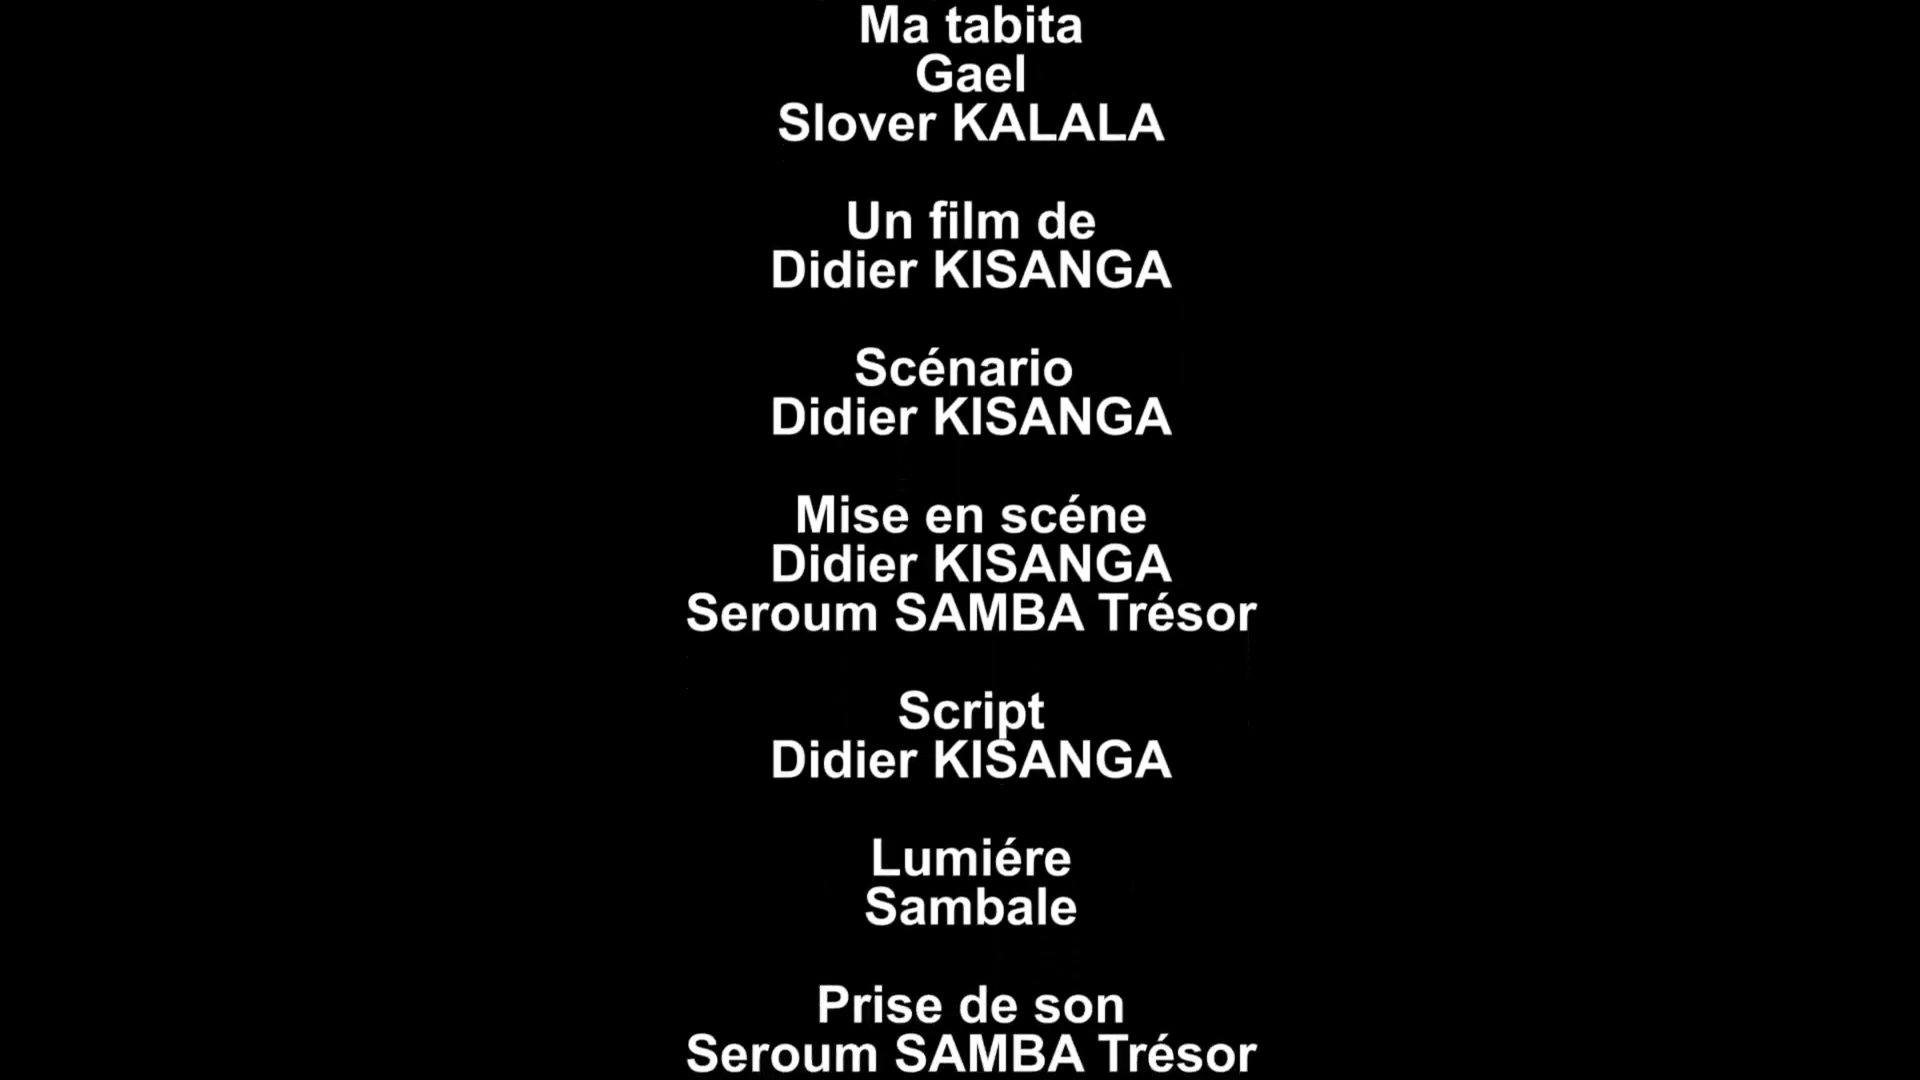 Ma tabita
Gael
Slover KALALA
Un film de
Didier KISANGA
Scénario
Didier KISANGA
Mise en scéne
Didier KISANGA
Seroum SAMBA Trésor
Script
Didier KISANGA
Lumiére
Sambale
Prise de son
Seroum SAMBA Trésor